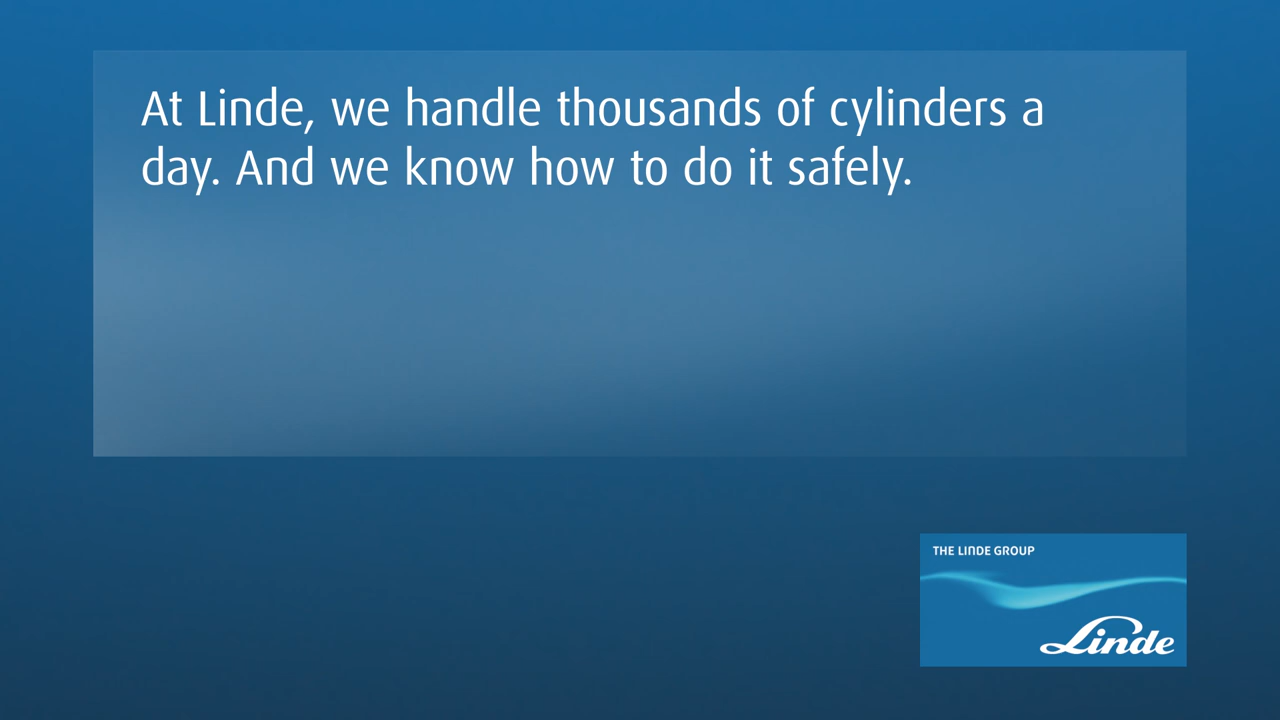 At Linde, we handle thousands of cylinders a
day. And we know how to do it safely.
THE LINDE GROUP
Linde